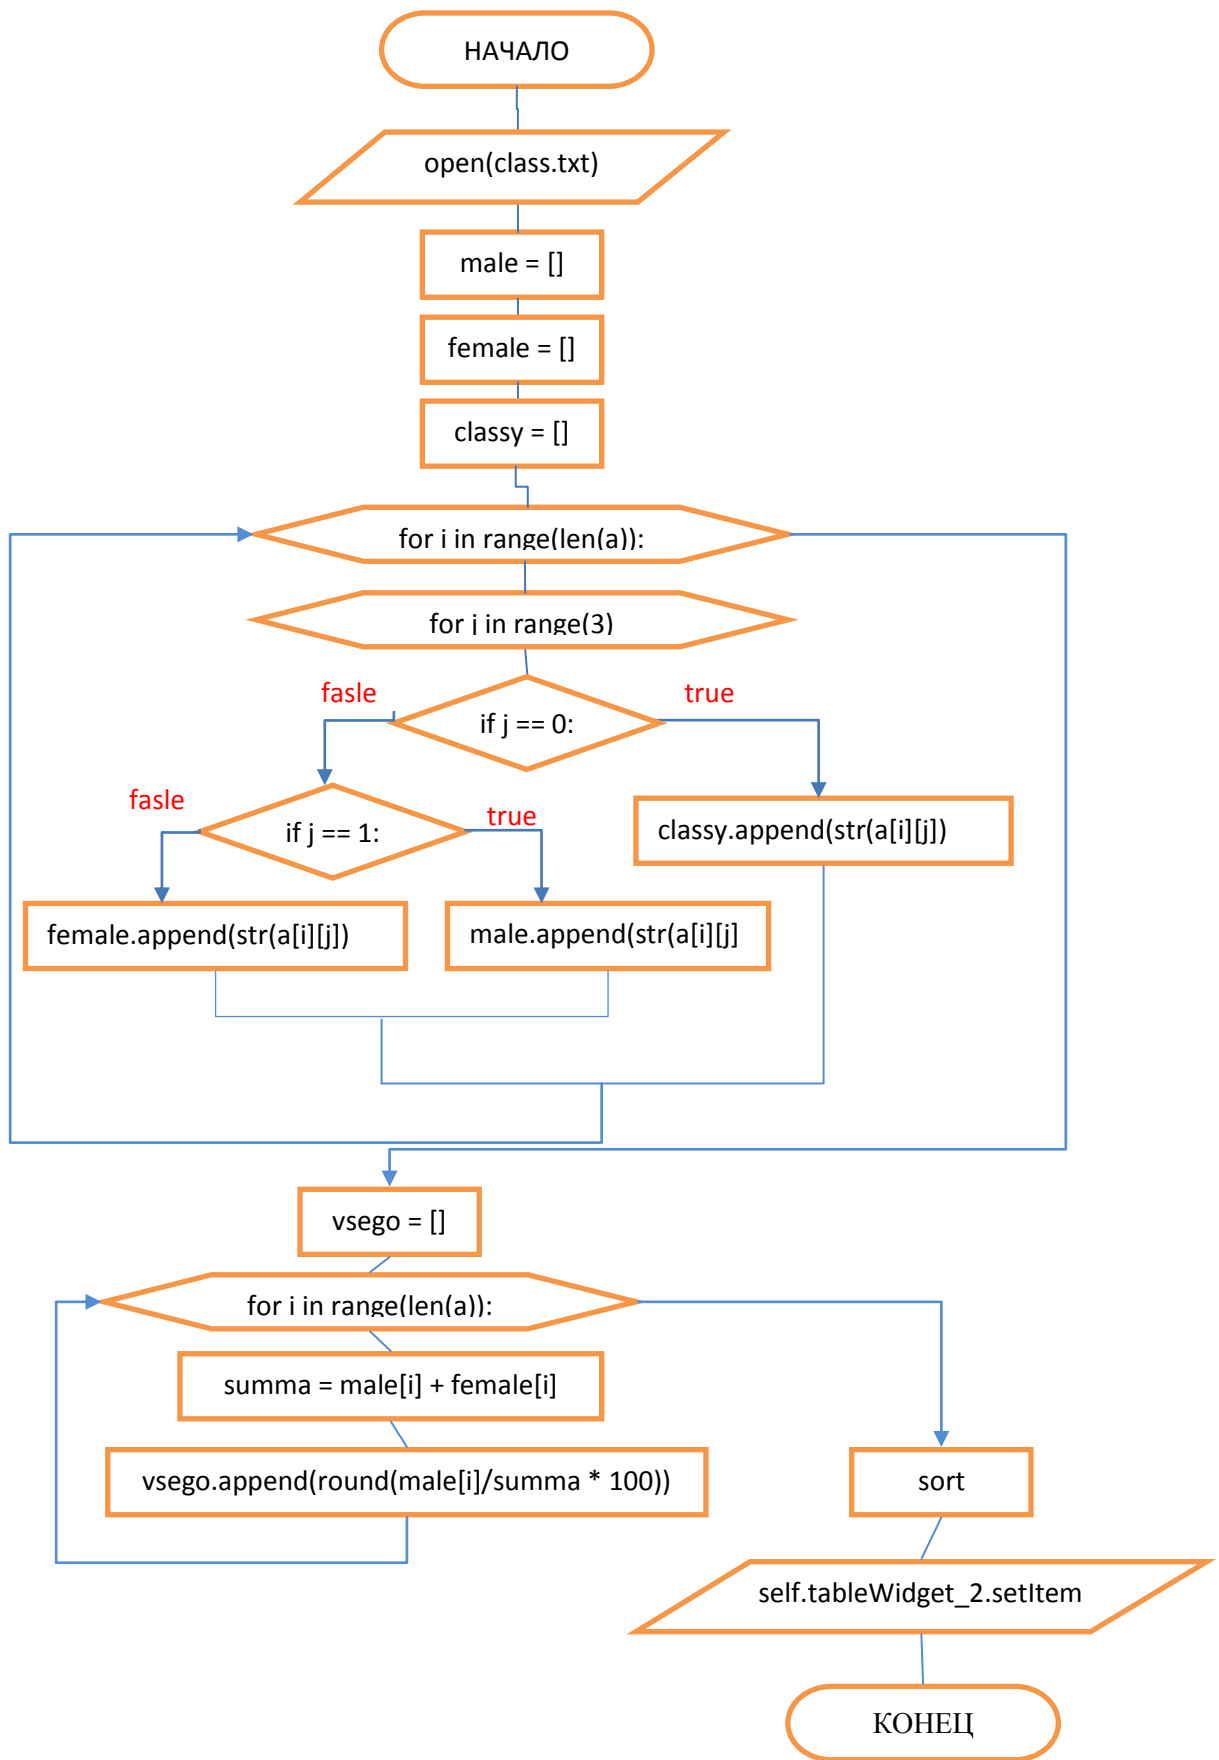 НАЧАЛО
open(class.txt)
male = []
female = []
classy = []
for i in range(len(a)):
for j in range(3)
fasle
true
if j == 0:
fasle
true
if j == 1:
classy.append(str(a[i][j])
female.append(str(a[i][j])
male.append(str(a[i][j]
vsego = []
for i in range(len(a)):
summa = male[i] + female[i]
vsego.append(round(male[i]/summa * 100))
sort
self.tableWidget_2.setItem
КОНЕЦ